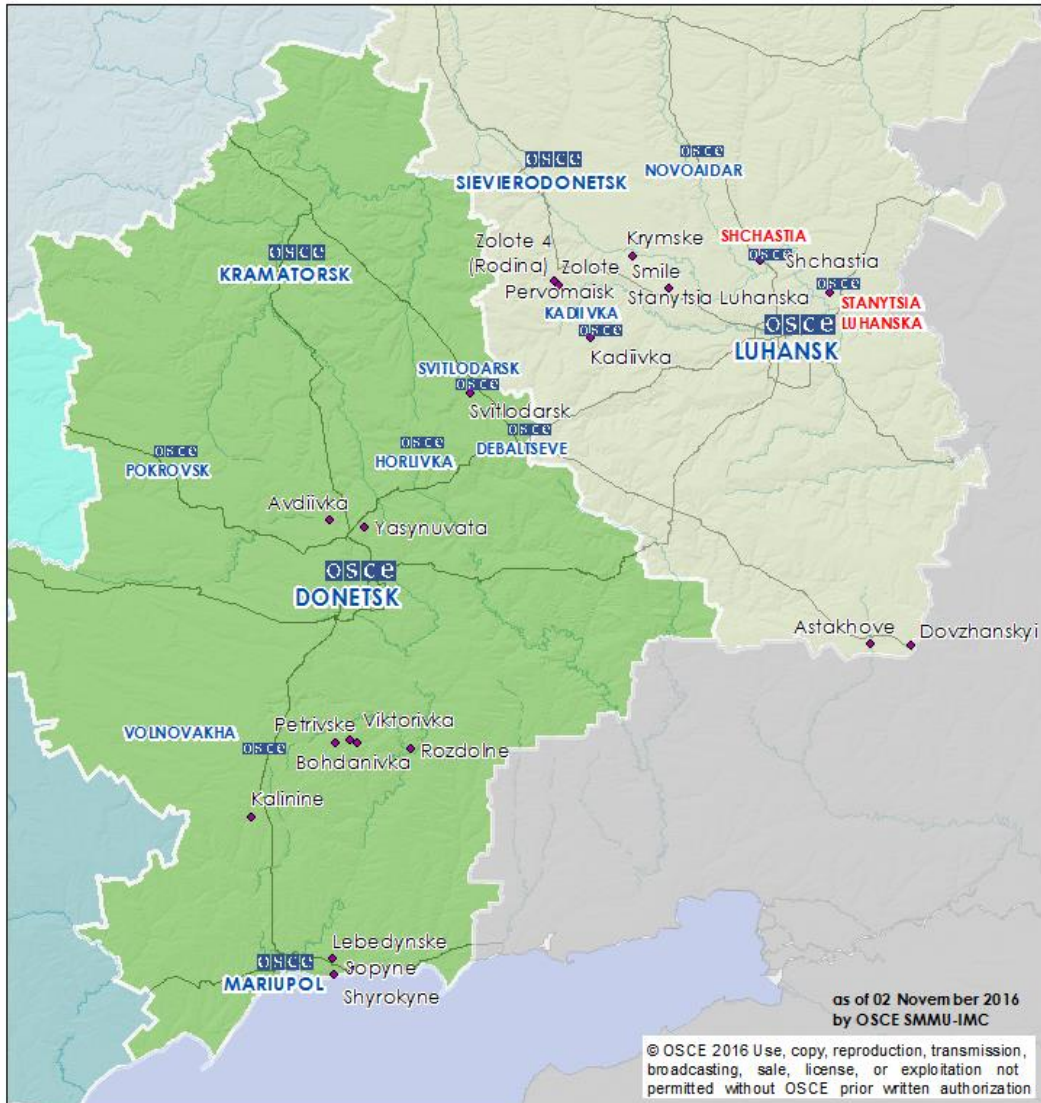 osce
SIEVIERODONETSK
osce
NOVOAIDAR
SHCHASTIA
osce
Shchastia
Krymske
Zolote 4
(Rodina)
Zolote
Smile
Pervomaisk
Stanytsia Luhanska
osce
STANYTSIA
LUHANSKA
osce
KRAMATORSK
KADIIVKA
osce
Kadiivka
osce
LUHANSK
SVITLODARSK
osce
Svitlodarsk
osce
DEBALTSEVE
osce
HORLIVKA
osce
POKROVSK
Avdiivka
Yasynuvata
osce
DONETSK
Astakhove
Dovzhanskyi
VOLNOVAKHA
osce
Petrivske
Viktorivka
Bohdanivka
Rozdolne
Kalinine
Lebedynske
osce
MARIUPOL
Sopyne
Shyrokyne
as of 02 November 2016
by OSCE SMMU-IMC
© OSCE 2016 Use, copy, reproduction, transmission,
broadcasting, sale, license, or exploitation not
permitted without OSCE prior written authorization